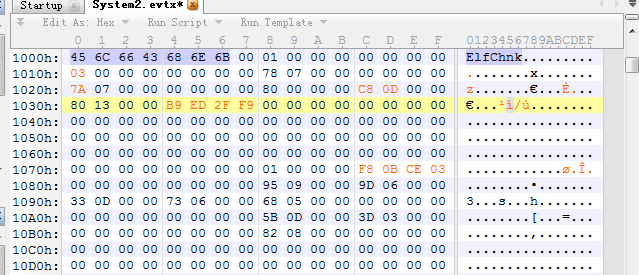 Startup System2.evtx*
Edit As: Hex Run Script Run Template
0 1 2 3 4 5 6 7 8 9 A B C D E F 0123456789ABCDEF
1000h: 45 6C 66 43 68 6E 6B 00 01 00 00 00 00 00 00 00 ElfChnk.........
1010h: 03 00 00 00 00 00 00 00 78 07 00 00 00 00 00 00 ........x.......
1020h: 7A 07 00 00 00 00 00 00 80 00 00 00 C8 0D 00 00 z.......€...È...
1030h: 80 13 00 00 B9 ED 2F F9 00 00 00 00 00 00 00 00 €...¹í/ù........
1040h: 00 00 00 00 00 00 00 00 00 00 00 00 00 00 00 00 ................
1050h: 00 00 00 00 00 00 00 00 00 00 00 00 00 00 00 00 ................
1060h: 00 00 00 00 00 00 00 00 00 00 00 00 00 00 00 00 ................
1070h: 00 00 00 00 00 00 00 00 01 00 00 00 F8 0B CE 03 ............ø.Î.
1080h: 00 00 00 00 00 00 00 00 95 09 00 00 9D 06 00 00 ........•.......
1090h: 33 0D 00 00 73 06 00 00 68 05 00 00 00 00 00 00 3...s...h.......
10A0h: 00 00 00 00 00 00 00 00 5B 0D 00 00 3D 03 00 00 ........[...=...
10B0h: 00 00 00 00 00 00 00 00 82 08 00 00 00 00 00 00 ........‚.......
10C0h: 00 00 00 00 00 00 00 00 00 00 00 00 00 00 00 00 ................
10D0h: 00 00 00 00 00 00 00 00 00 00 00 00 00 00 00 00 ................